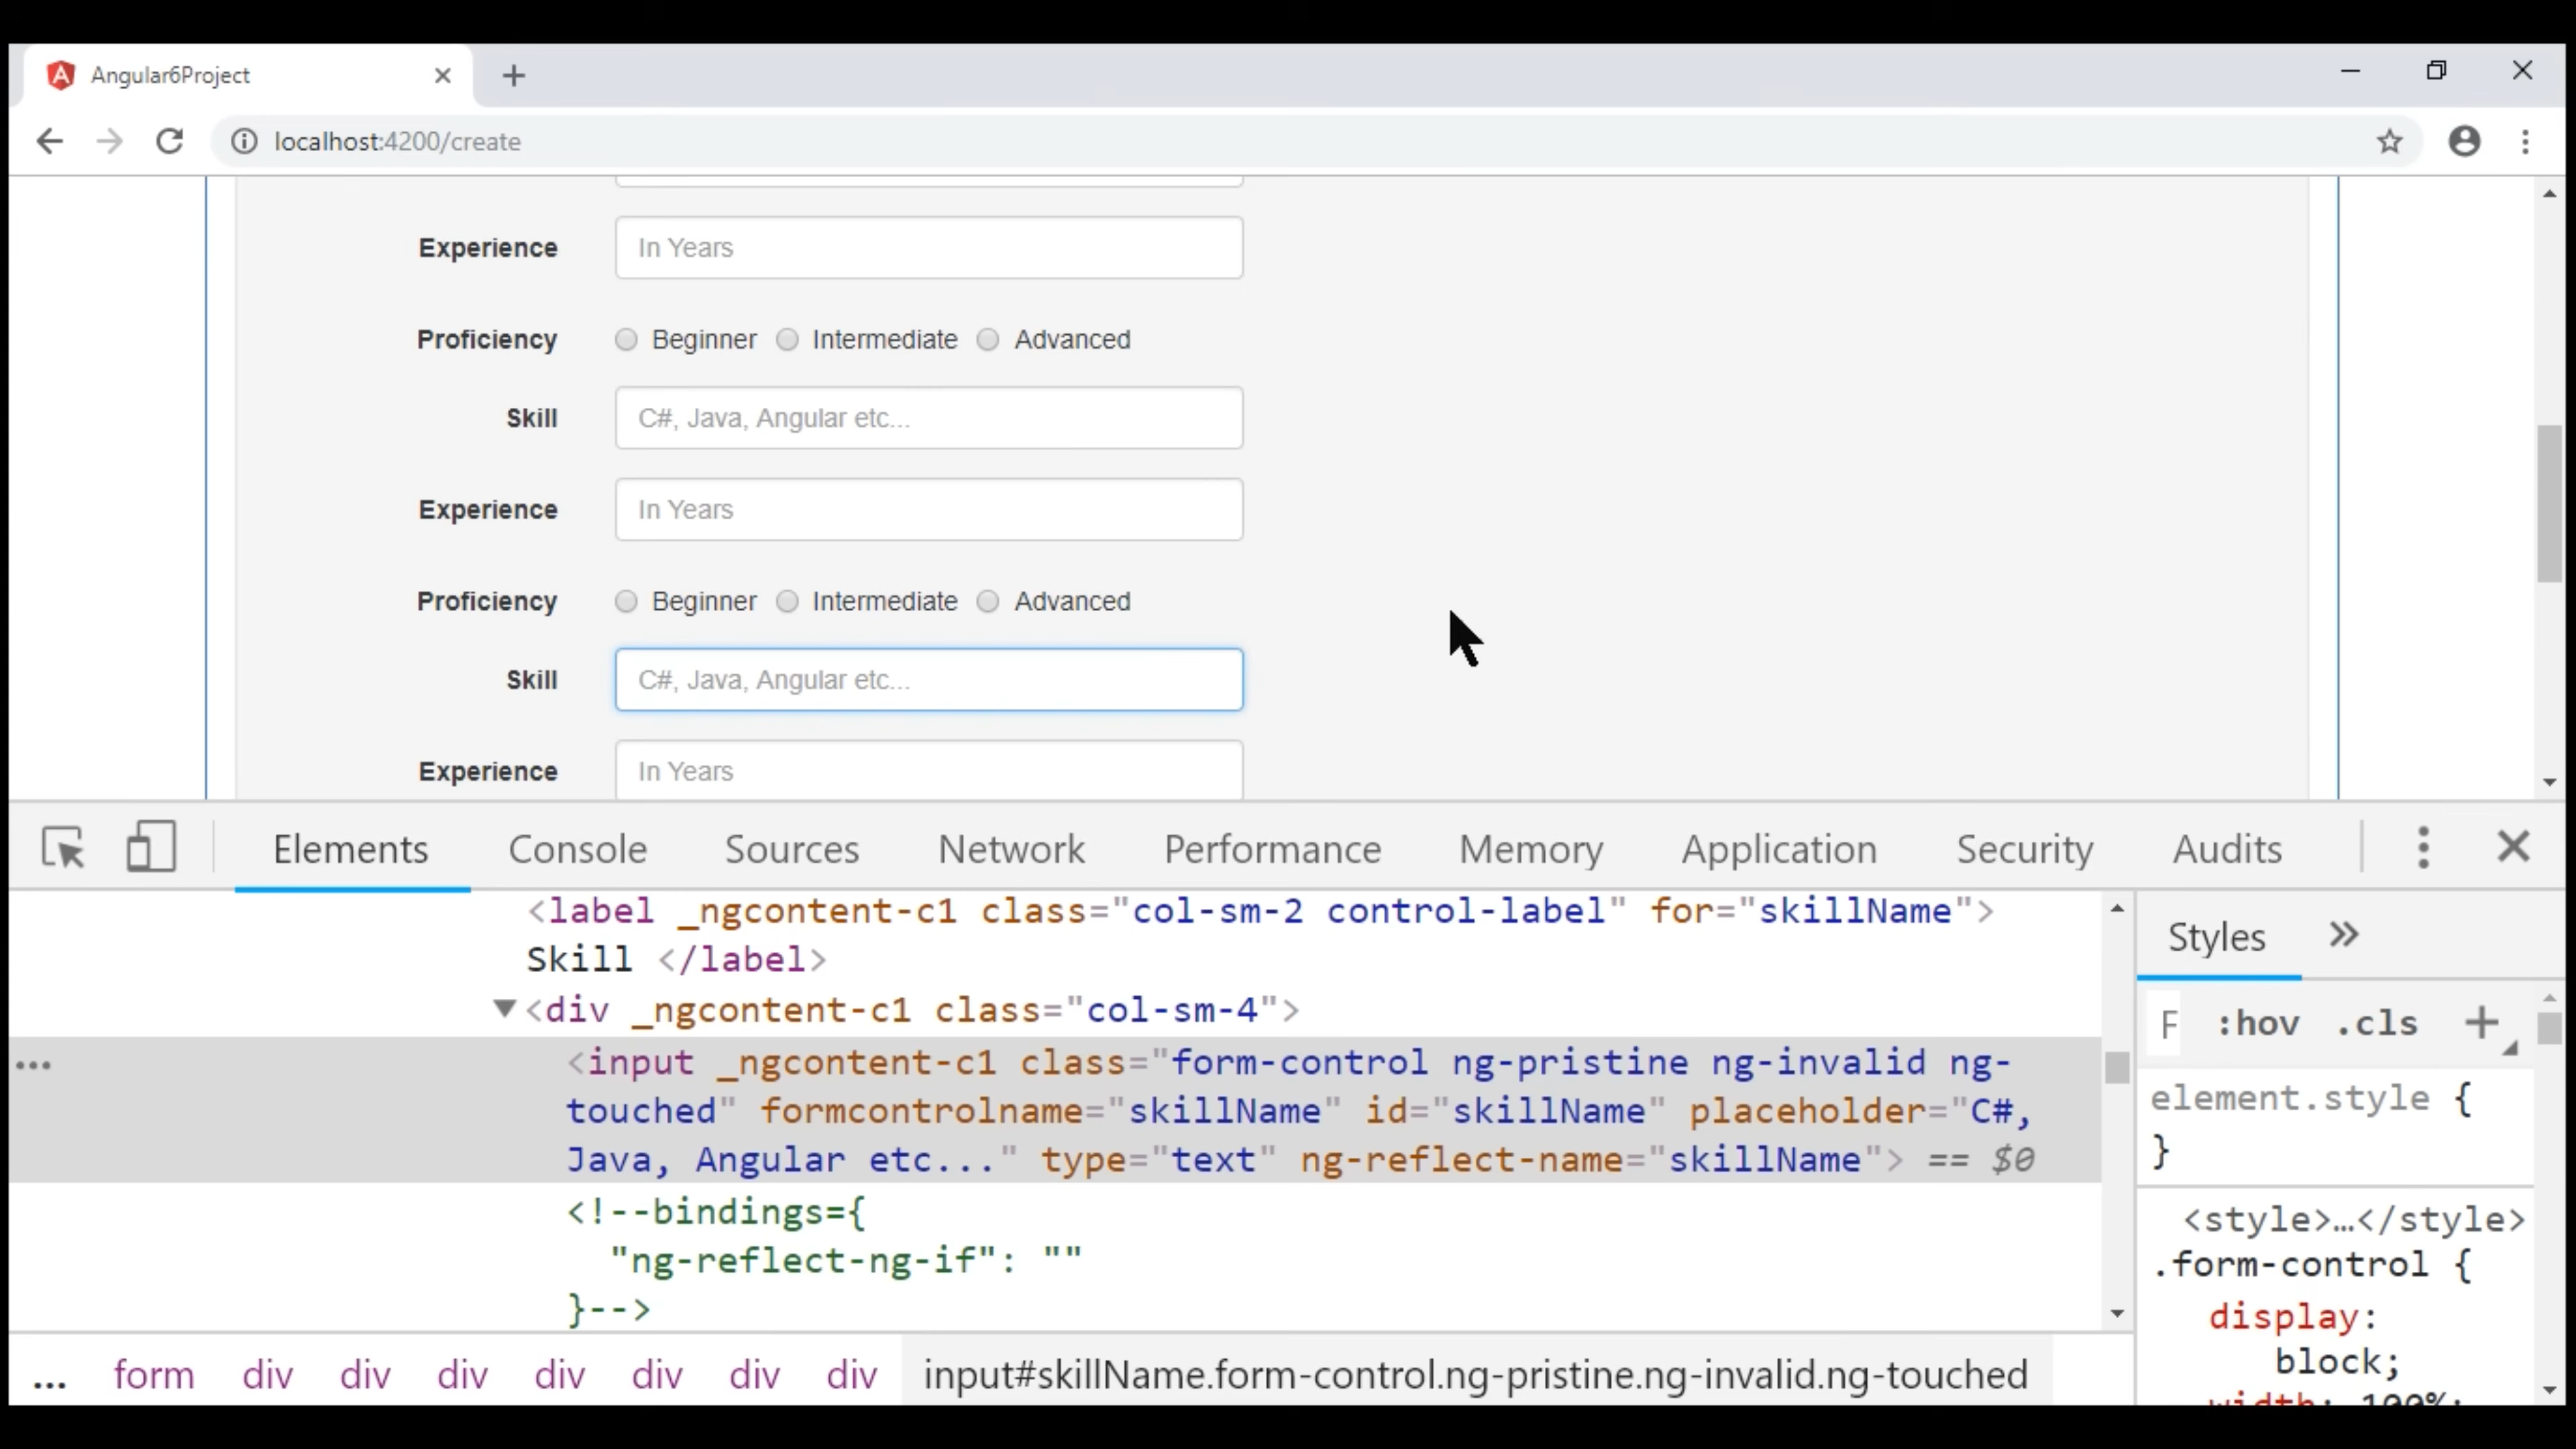 Angular6Project
localhost:4200/create
Experience In Years
Proficiency Beginner Intermediate Advanced
Skill C#, Java, Angular etc...
Experience In Years
Proficiency Beginner Intermediate Advanced
Skill C#, Java, Angular etc...
Experience In Years
Elements Console Sources Network Performance Memory Application Security Audits
<label _ngcontent-c1 class="col-sm-2 control-label" for="skillName">
Skill </label>
<div _ngcontent-c1 class="col-sm-4">
<input _ngcontent-c1 class="form-control ng-pristine ng-invalid ng-
touched" formcontrolname="skillName" id="skillName" placeholder="C#,
Java, Angular etc..." type="text" ng-reflect-name="skillName"> == $0
<!--bindings={
"ng-reflect-ng-if": ""
}-->
... form div div div div div div div input#skillName.form-control.ng-pristine.ng-invalid.ng-touched
Styles »
F :hov .cls +
element.style {
}
<style>…</style>
.form-control {
display:
block;
width: 100%;